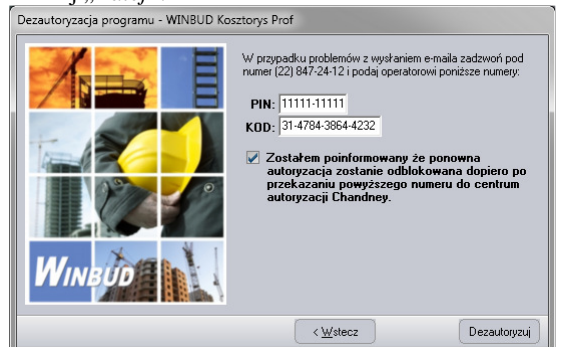 Dezautoryzacja programu - WINBUD Kosztorys Prof
W przypadku problemów z wysłaniem e-maila zadzwoń pod
numer (22) 847-24-12 i podaj operatorowi poniższe numery:
PIN: 11111-11111
KOD: 31-4784-3864-4232
Zostałem poinformowany że ponowna
autoryzacja zostanie odblokowana dopiero po
przekazaniu powyższego numeru do centrum
autoryzacji Chandney.
WINBUD
< Wstecz
Dezautoryzuj